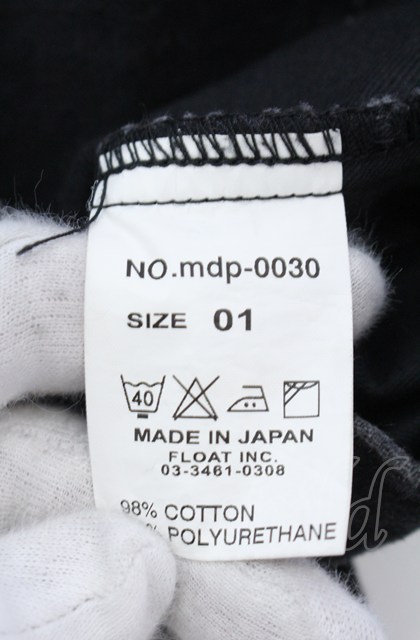 NO.mdp-0030
SIZE 01
40
MADE IN JAPAN
FLOAT INC.
03-3461-0308
98% COTTON
% POLYURETHANE